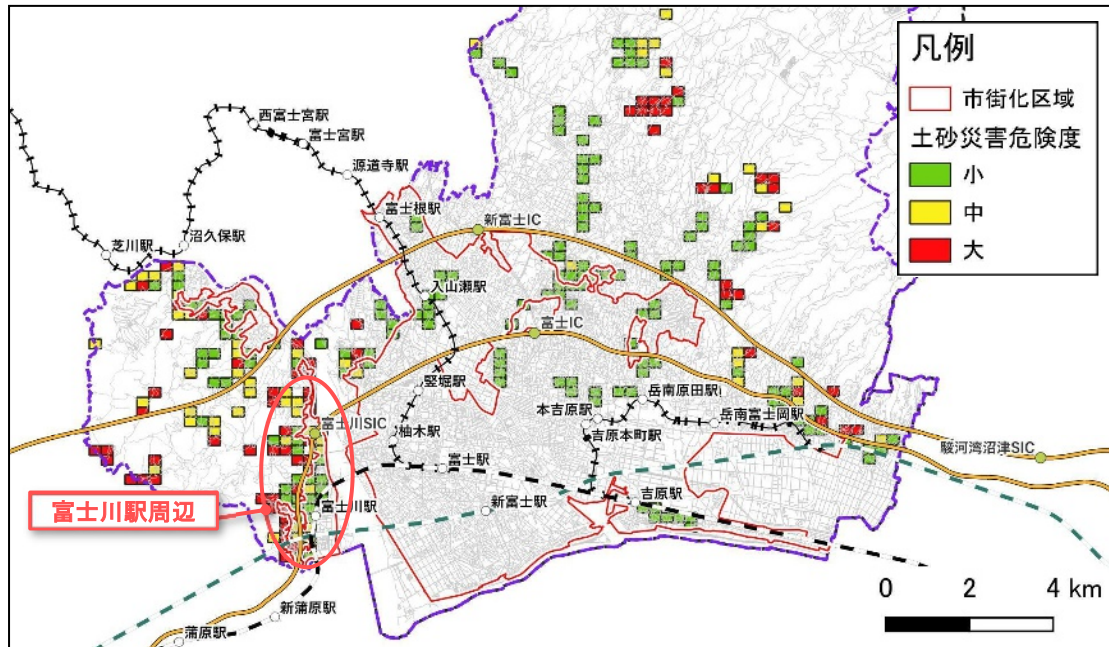 凡例
市街化区域
土砂災害危険度
小
中
大
西富士宮駅
富士宮駅
源道寺駅
富士根駅
新富士IC
沼久保駅
芝川駅
入山瀬駅
富士IC
竪堀駅
岳南原田駅
本吉原駅
岳南富士岡駅
富士川SIC
柚木駅
吉原本町駅
駿河湾沼津SIC
富士駅
富士川駅周辺
富士川駅
新富士駅
吉原駅
新蒲原駅
蒲原駅
0 2 4 km